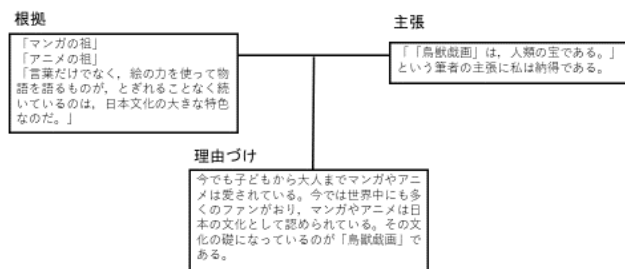 根拠
「マンガの祖」
「アニメの祖」
「言葉だけでなく，絵の力を使って物
語を語るものが，とぎれることなく続
いているのは，日本文化の大きな特色
なのだ。」
主張
「「鳥獣戯画」は，人類の宝である。」
という筆者の主張に私は納得である。
理由づけ
今でも子どもから大人までマンガやアニ
メは愛されている。今では世界中にも多
くのファンがおり，マンガやアニメは日
本の文化として認められている。その文
化の礎になっているのが「鳥獣戯画」で
ある。